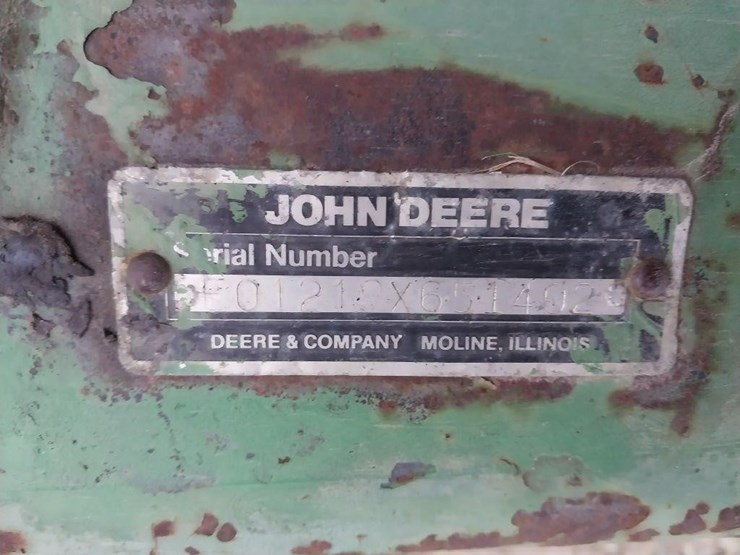 JOHN DEERE
Serial Number
DEERE & COMPANY MOLINE, ILLINOIS